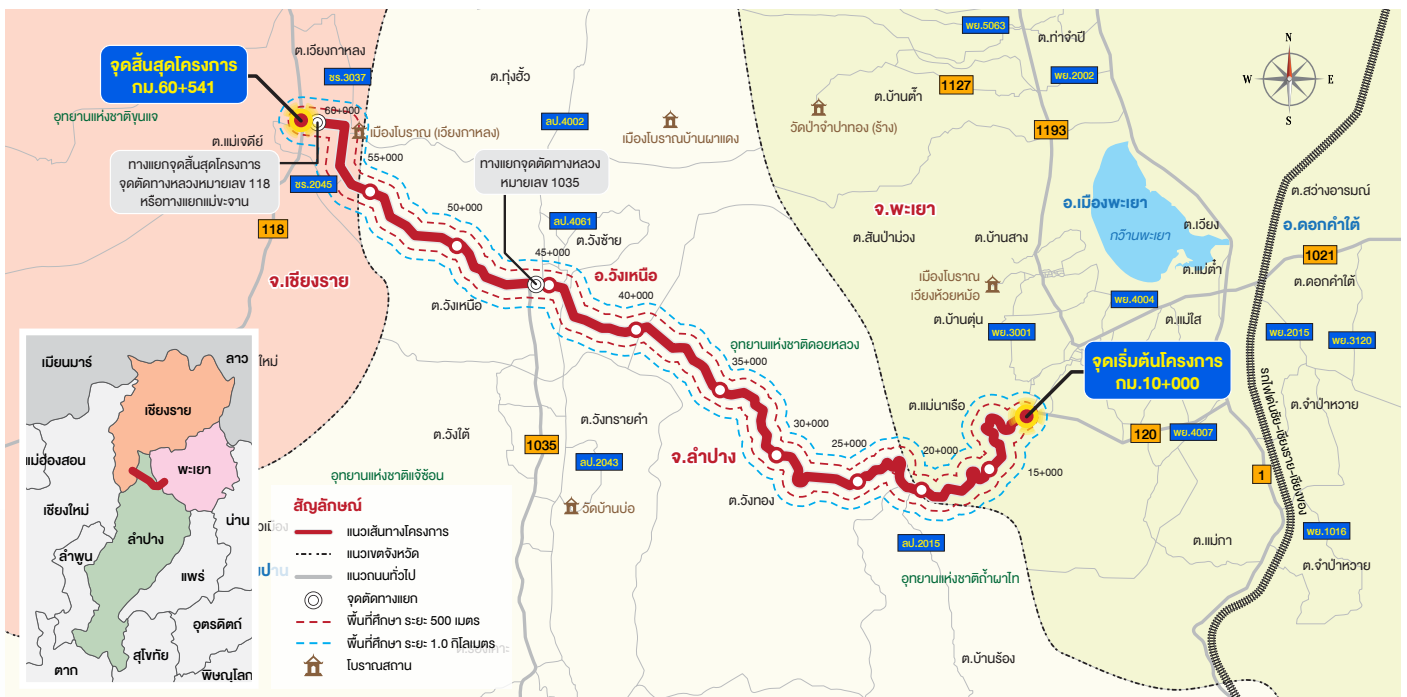 พย.5063
ต.ท่าจำปี
ต.เวียงกาหลง
N
W
E
S
จุดสิ้นสุดโครงการ
กม.60+541
ชร.3037
ต.ทุ่งฮั้ว
พย.2002
1127
ต.บ้านต๊ำ
60+000
อุทยานแห่งชาติขุนแจ
ลป.4002
วัดป่าจำปาทอง (ร้าง)
1193
เมืองโบราณ (เวียงกาหลง)
เมืองโบราณบ้านผาแดง
ต.แม่เจดีย์
55+000
ทางแยกจุดสิ้นสุดโครงการ
จุดตัดทางหลวงหมายเลข 118
หรือทางแยกแม่ขะจาน
ชร.2045
ทางแยกจุดตัดทางหลวง
หมายเลข 1035
ต.สว่างอารมณ์
อ.เมืองพะเยา
จ.พะเยา
50+000
ลป.4061
118
ต.เวียง
อ.ดอกคำใต้
ต.วังซ้าย
ต.สันป่าม่วง
ต.บ้านสาง
กว๊านพะเยา
45+000
1021
จ.เชียงราย
อ.วังเหนือ
ต.แม่ต๋ำ
เมืองโบราณ
เวียงห้วยหม้อ
ต.ดอกคำใต้
40+000
ต.วังเหนือ
พย.4004
ต.บ้านตุ่น
ต.แม่ใส
พย.3001
พย.2015
พย.3120
อุทยานแห่งชาติดอยหลวง
35+000
จุดเริ่มต้นโครงการ
กม.10+000
รถไฟเด่นชัย-เชียงราย-เชียงของ
เมียนมาร์
ลาว
ใหม่
เชียงราย
ต.แม่นาเรือ
ต.จำป่าหวาย
ต.วังทรายคำ
30+000
ต.วังใต้
120
พย.4007
1035
25+000
20+000
ลป.2043
จ.ลำปาง
15+000
แม่ฮ่องสอน
พะเยา
อุทยานแห่งชาติแจ้ซ้อน
1
ต.วังทอง
วัดบ้านบ่อ
เชียงใหม่
น่าน
สัญลักษณ์
แนวเส้นทางโครงการ
พย.1016
ลำปาง
ลป.2015
ต.แม่กา
แนวเขตจังหวัด
ลำพูน
ต.จำป่าหวาย
แพร่
แนวถนนทั่วไป
อุทยานแห่งชาติถ้ำผาไท
จุดตัดทางแยก
อุตรดิตถ์
พื้นที่ศึกษา ระยะ 500 เมตร
พื้นที่ศึกษา ระยะ 1.0 กิโลเมตร
สุโขทัย
ต.บ้านร้อง
ตาก
พิษณุโลก
โบราณสถาน